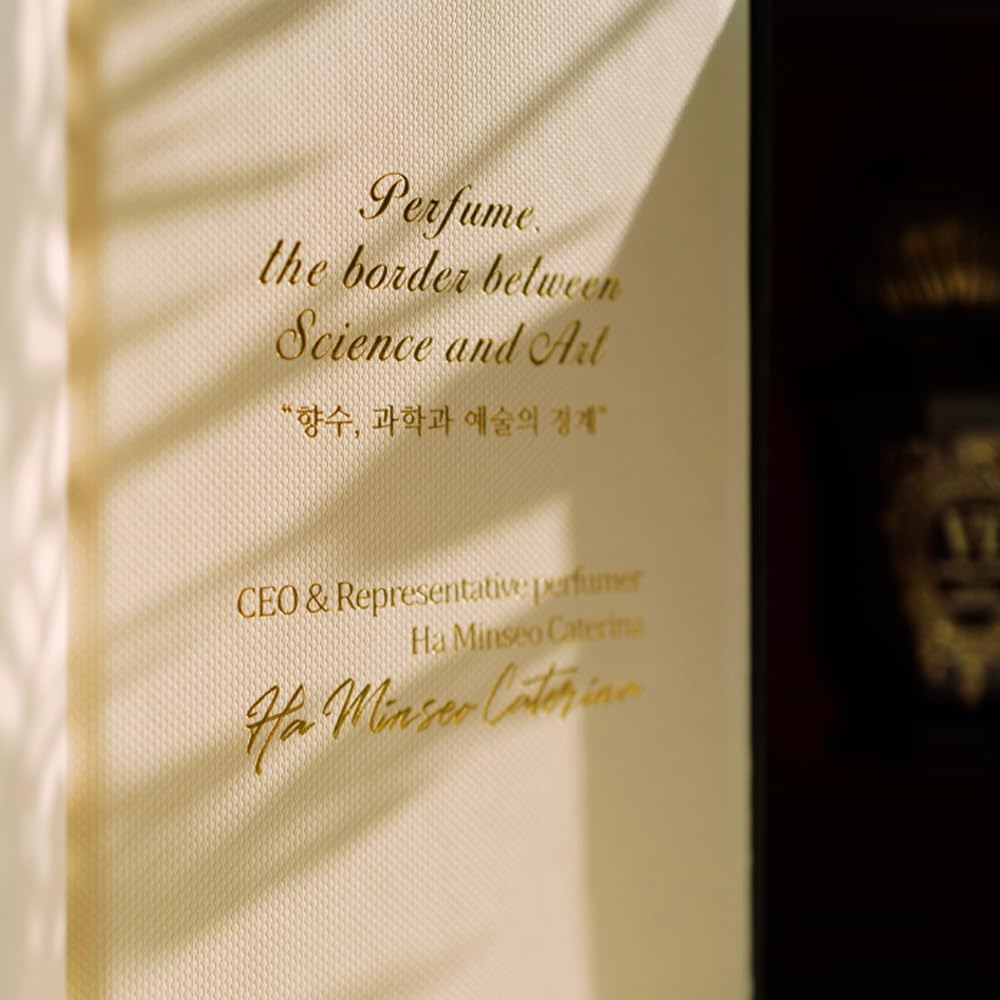 Perfume.
the border between
Science and Art
“향수, 과학과 예술의 경계”
CEO & Representative perfumer
Ha Minseo Caterina
Ha Minseo Caterina